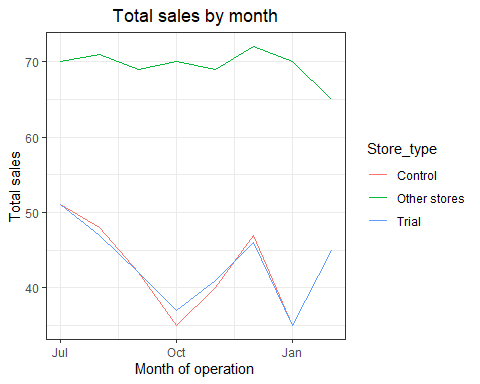 Total sales by month
Total sales
70
60
50
40
Jul Oct Jan
Month of operation
Store_type
Control
Other stores
Trial